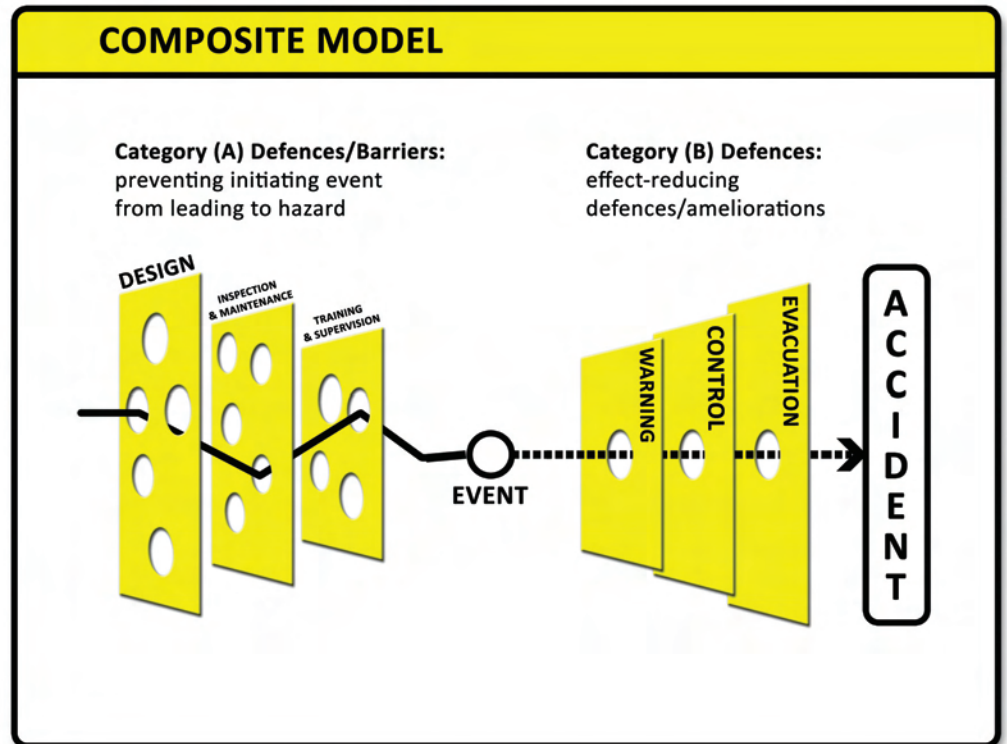 COMPOSITE MODEL
Category (A) Defences/Barriers:
preventing initiating event
from leading to hazard
Category (B) Defences:
effect-reducing
defences/ameliorations
DESIGN
INSPECTION
& MAINTENANCE
TRAINING
& SUPERVISION
EVENT
WARNING
CONTROL
EVACUATION
ACCIDENT